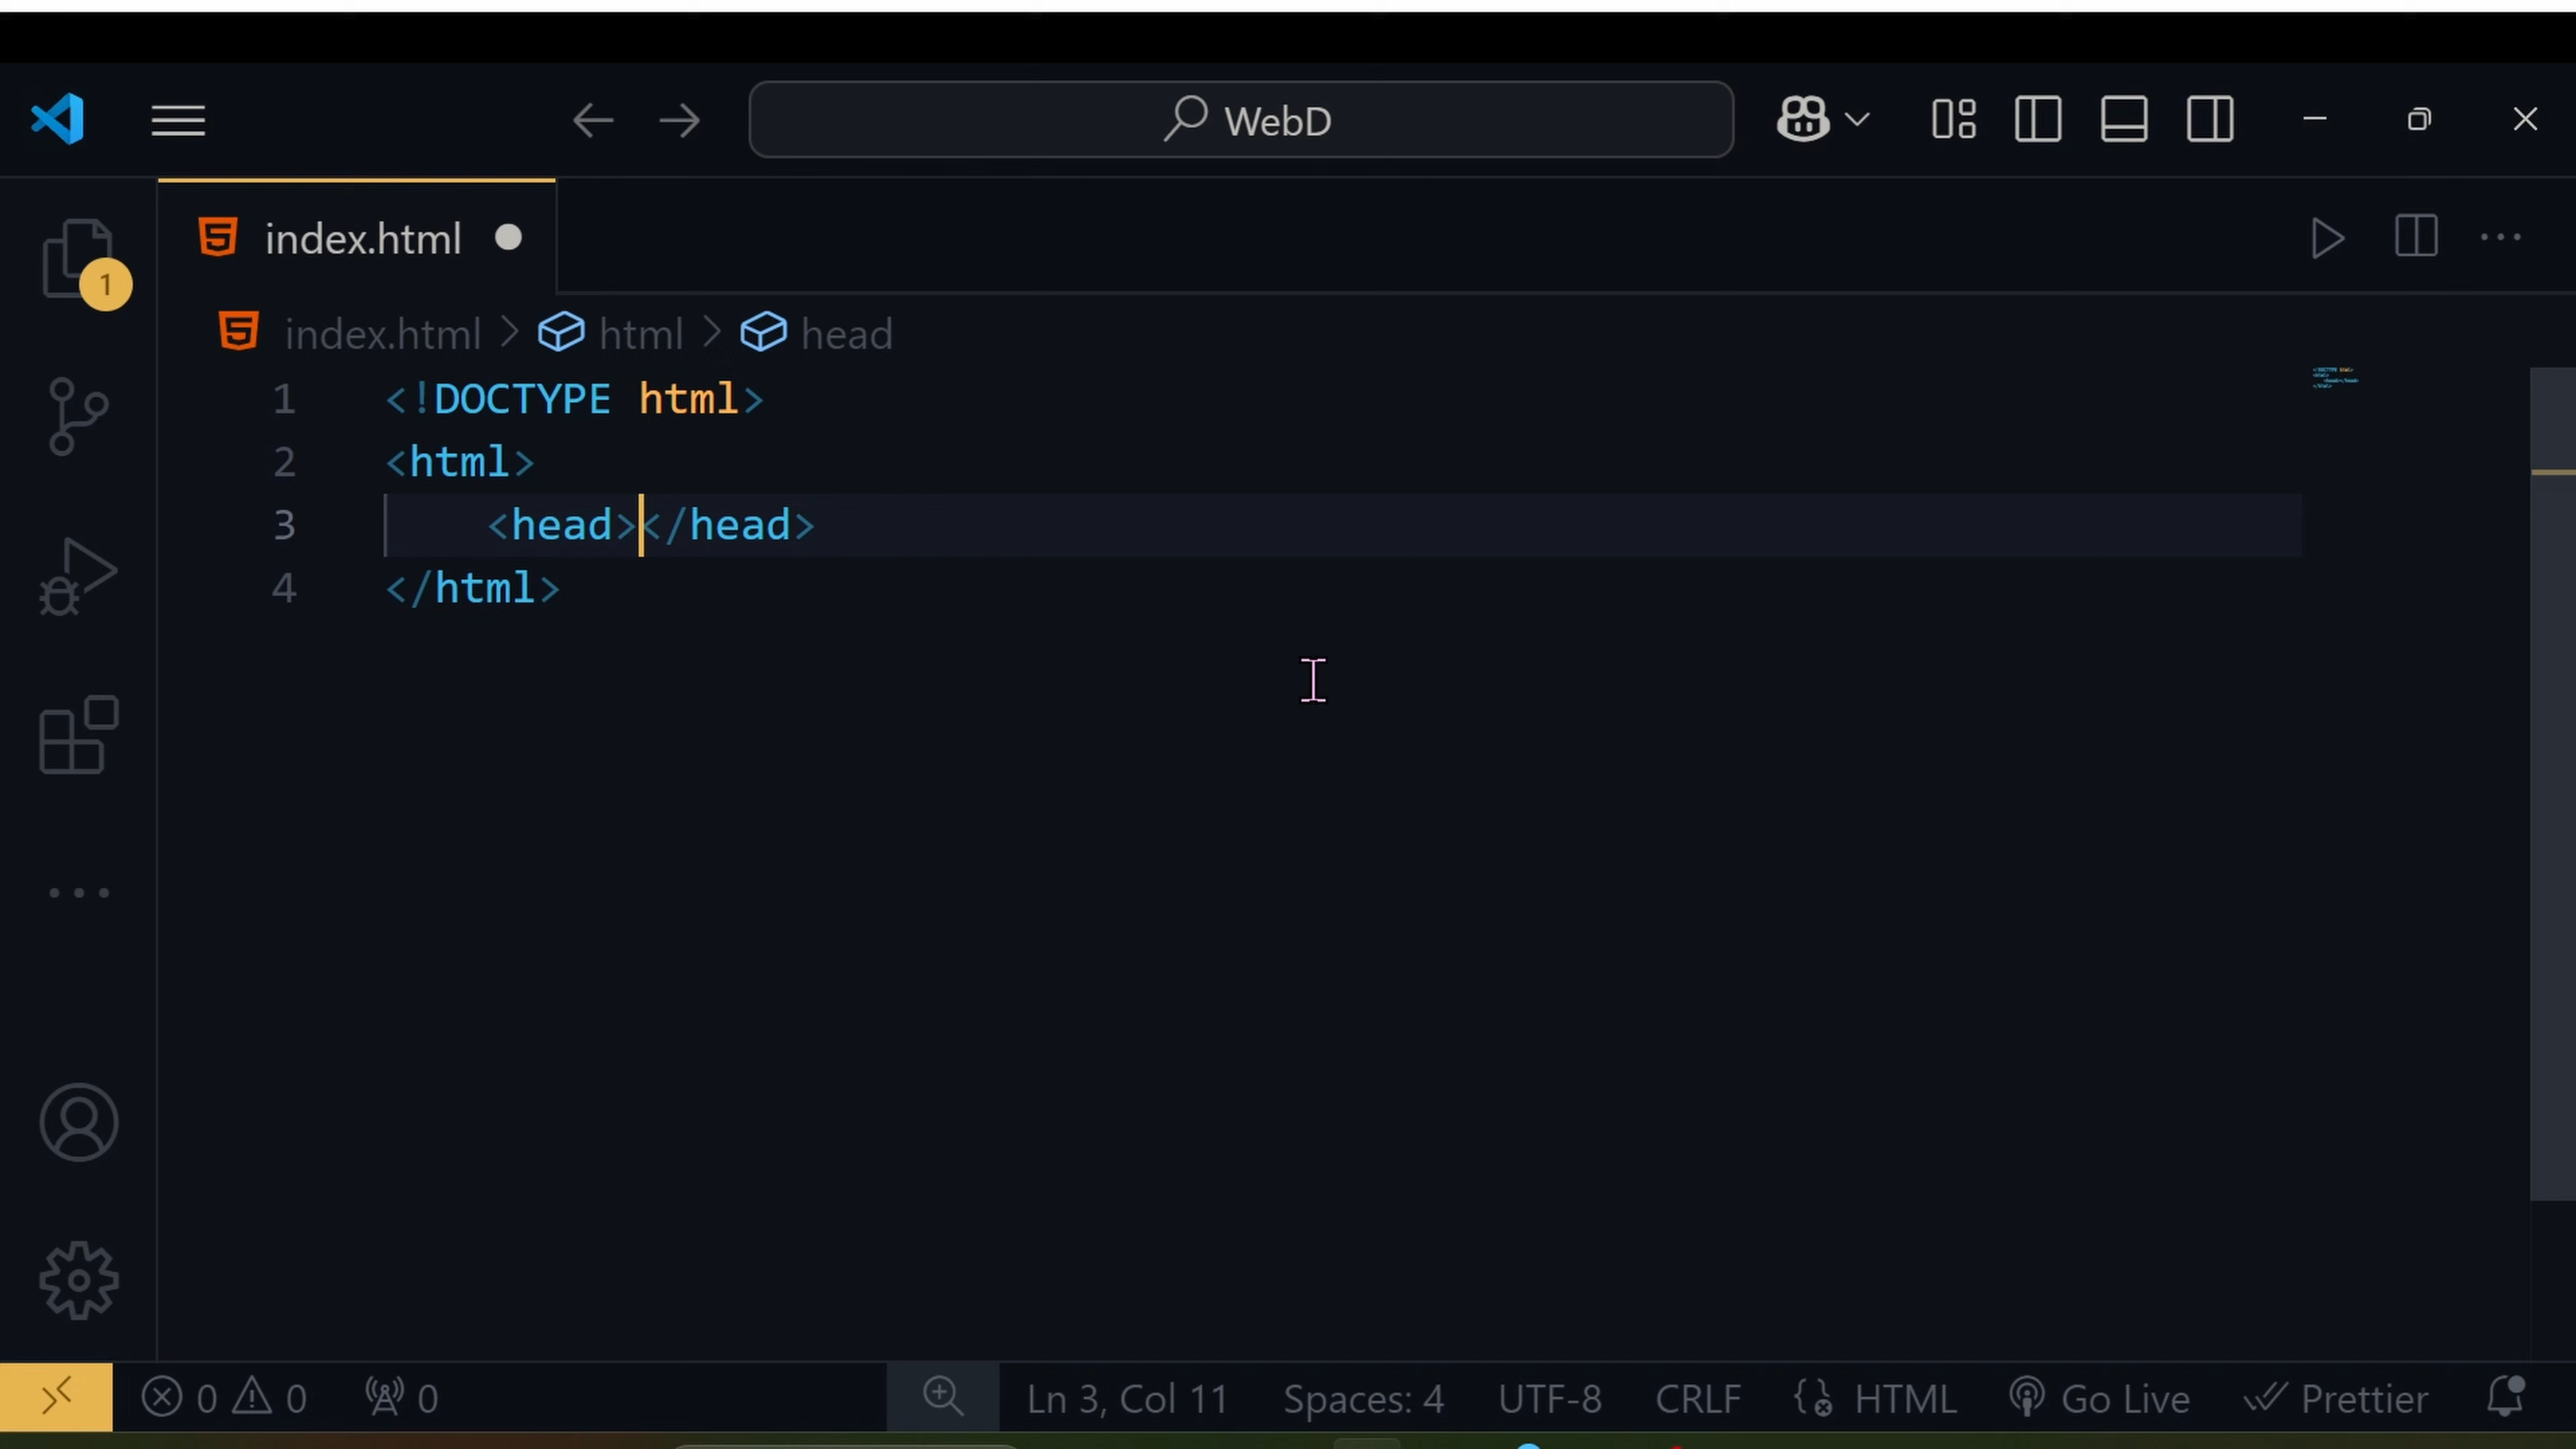 WebD
index.html
1
index.html > html > head
1 <!DOCTYPE html>
2 <html>
3 <head></head>
4 </html>
0 0 0 Ln 3, Col 11 Spaces: 4 UTF-8 CRLF HTML Go Live Prettier